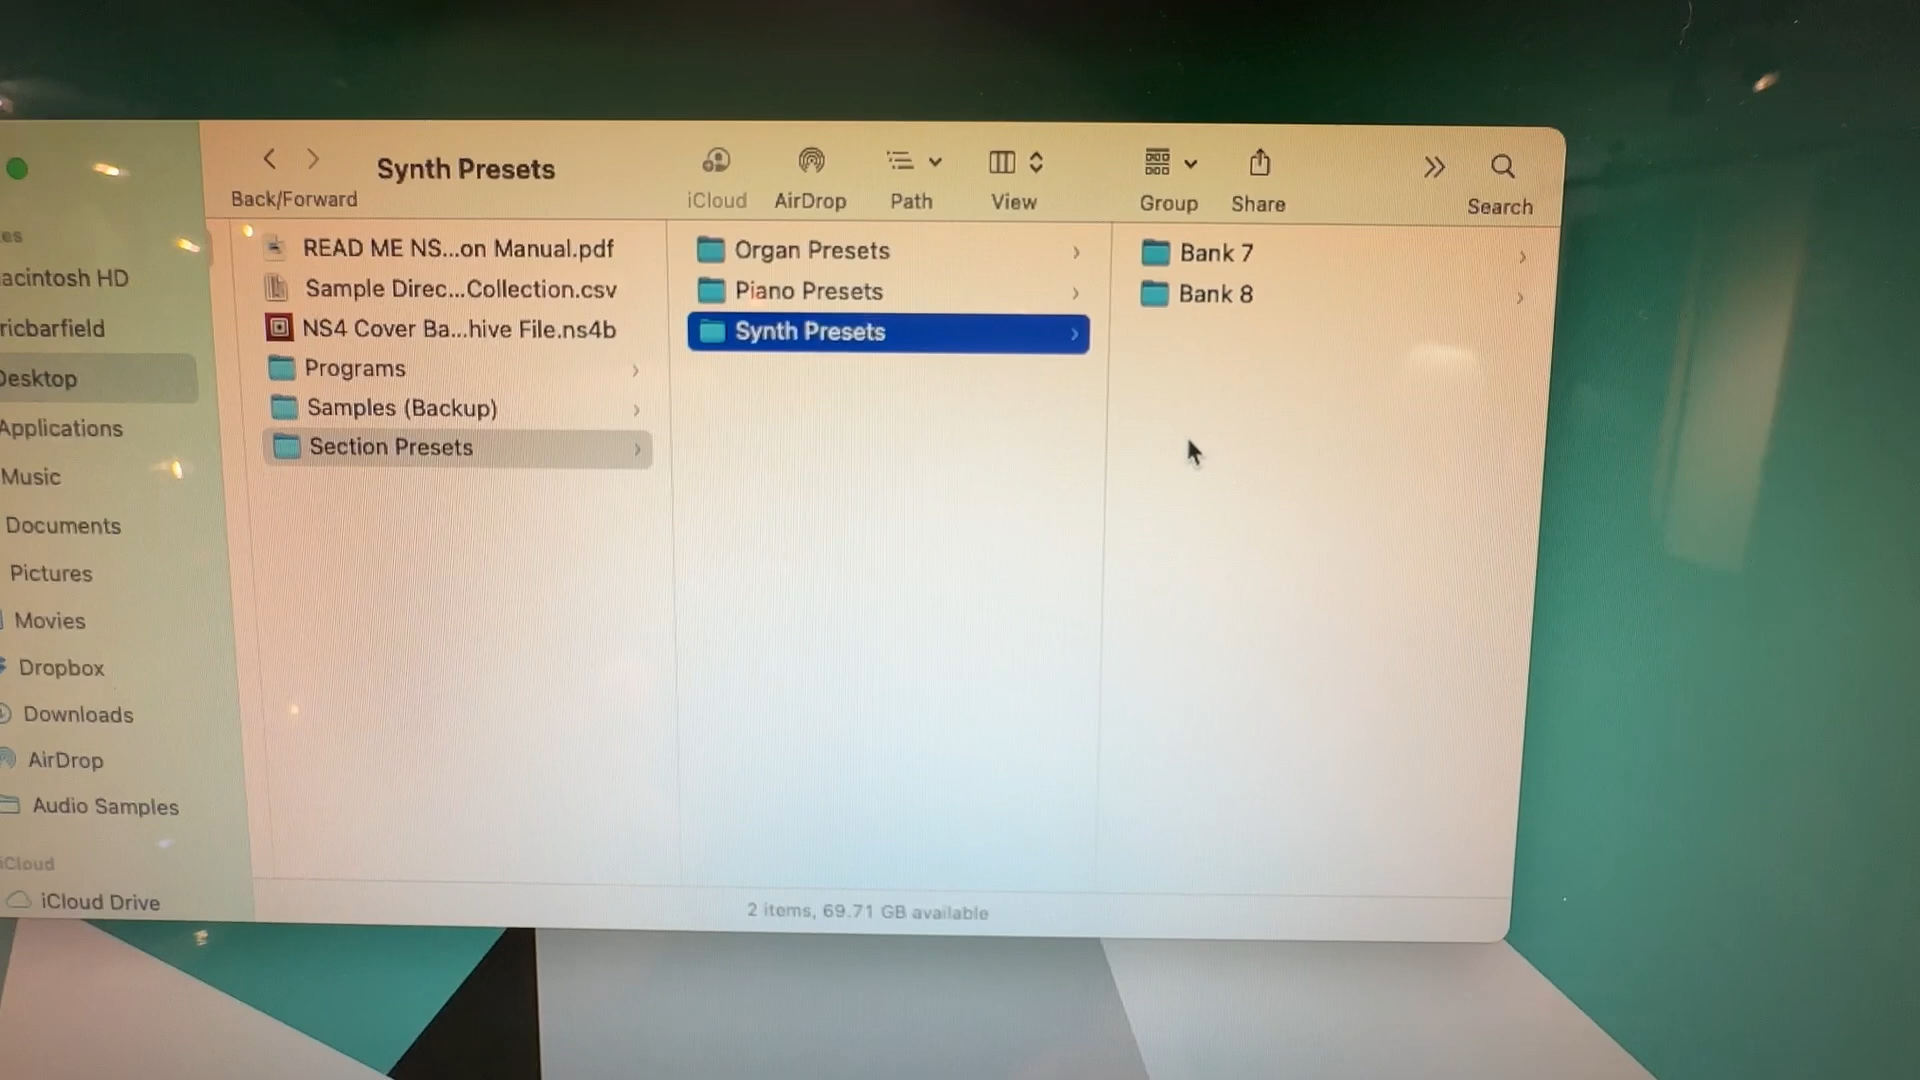 Synth Presets
Back/Forward
iCloud
AirDrop
Path
View
Group
Share
Search
es
acintosh HD
ricbarfield
Desktop
Applications
Music
Documents
Pictures
Movies
Dropbox
Downloads
AirDrop
Audio Samples
iCloud
iCloud Drive
READ ME NS...on Manual.pdf
Sample Direc...Collection.csv
NS4 Cover Ba...hive File.ns4b
Programs
Samples (Backup)
Section Presets
Organ Presets
Piano Presets
Synth Presets
Bank 7
Bank 8
2 items, 69.71 GB available